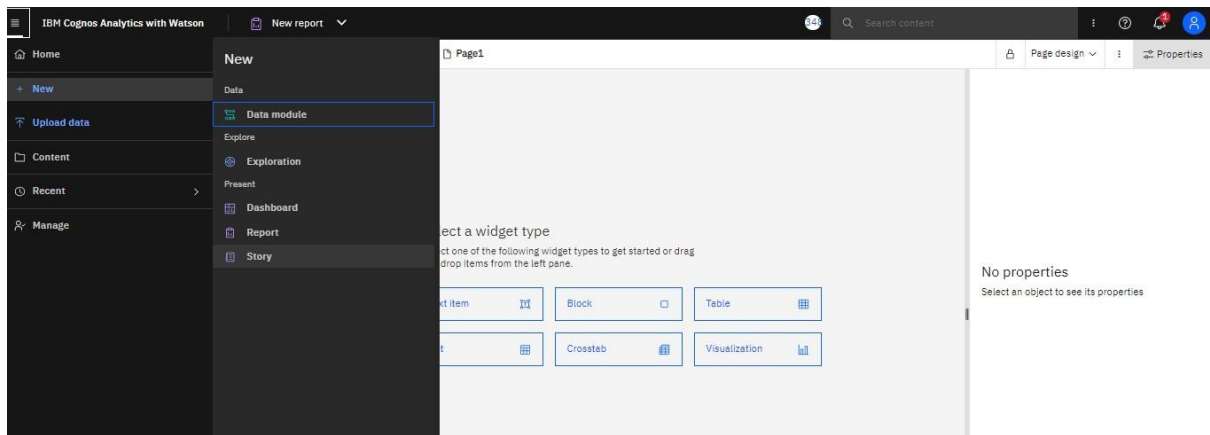 IBM Cognos Analytics with Watson
New report
Search content
1
Home
+ New
Upload data
Content
Recent
Manage
New
Data
Data module
Explore
Exploration
Present
Dashboard
Report
Story
Page1
Page design
Properties
ect a widget type
ct one of the following widget types to get started or drag
drop items from the left pane.
xt item
Block
Table
t
Crosstab
Visualization
No properties
Select an object to see its properties